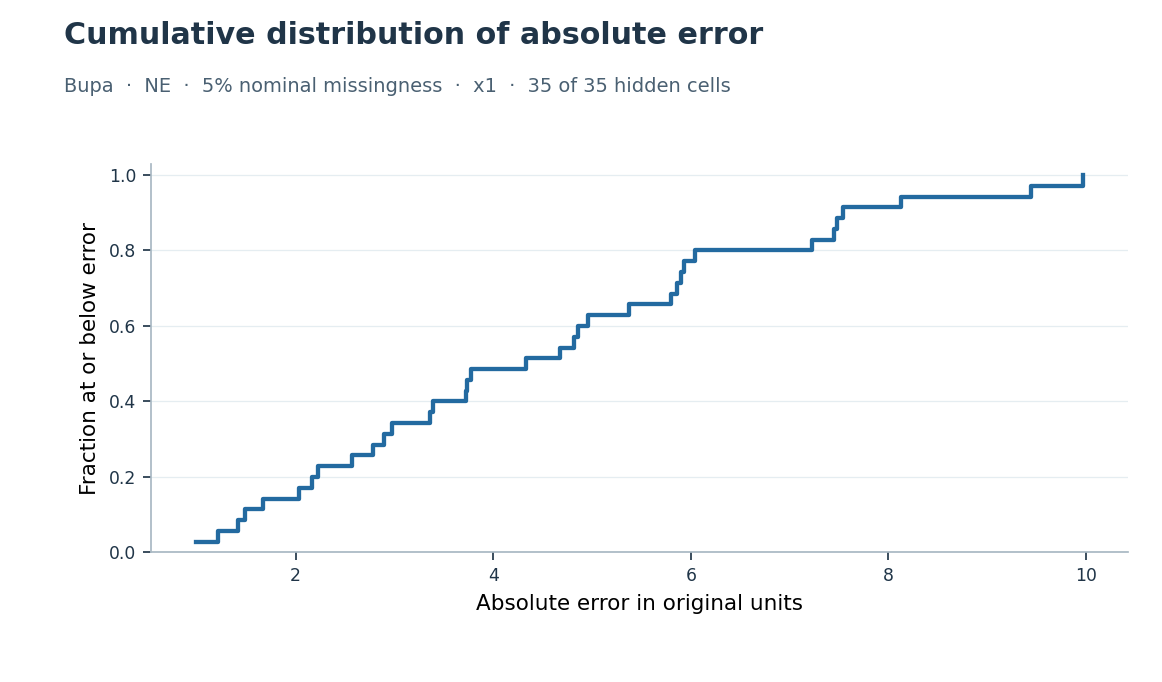 Cumulative distribution of absolute error
Bupa · NE · 5% nominal missingness · x1 · 35 of 35 hidden cells
Fraction at or below error
1.0
0.8
0.6
0.4
0.2
0.0
2 4 6 8 10
Absolute error in original units